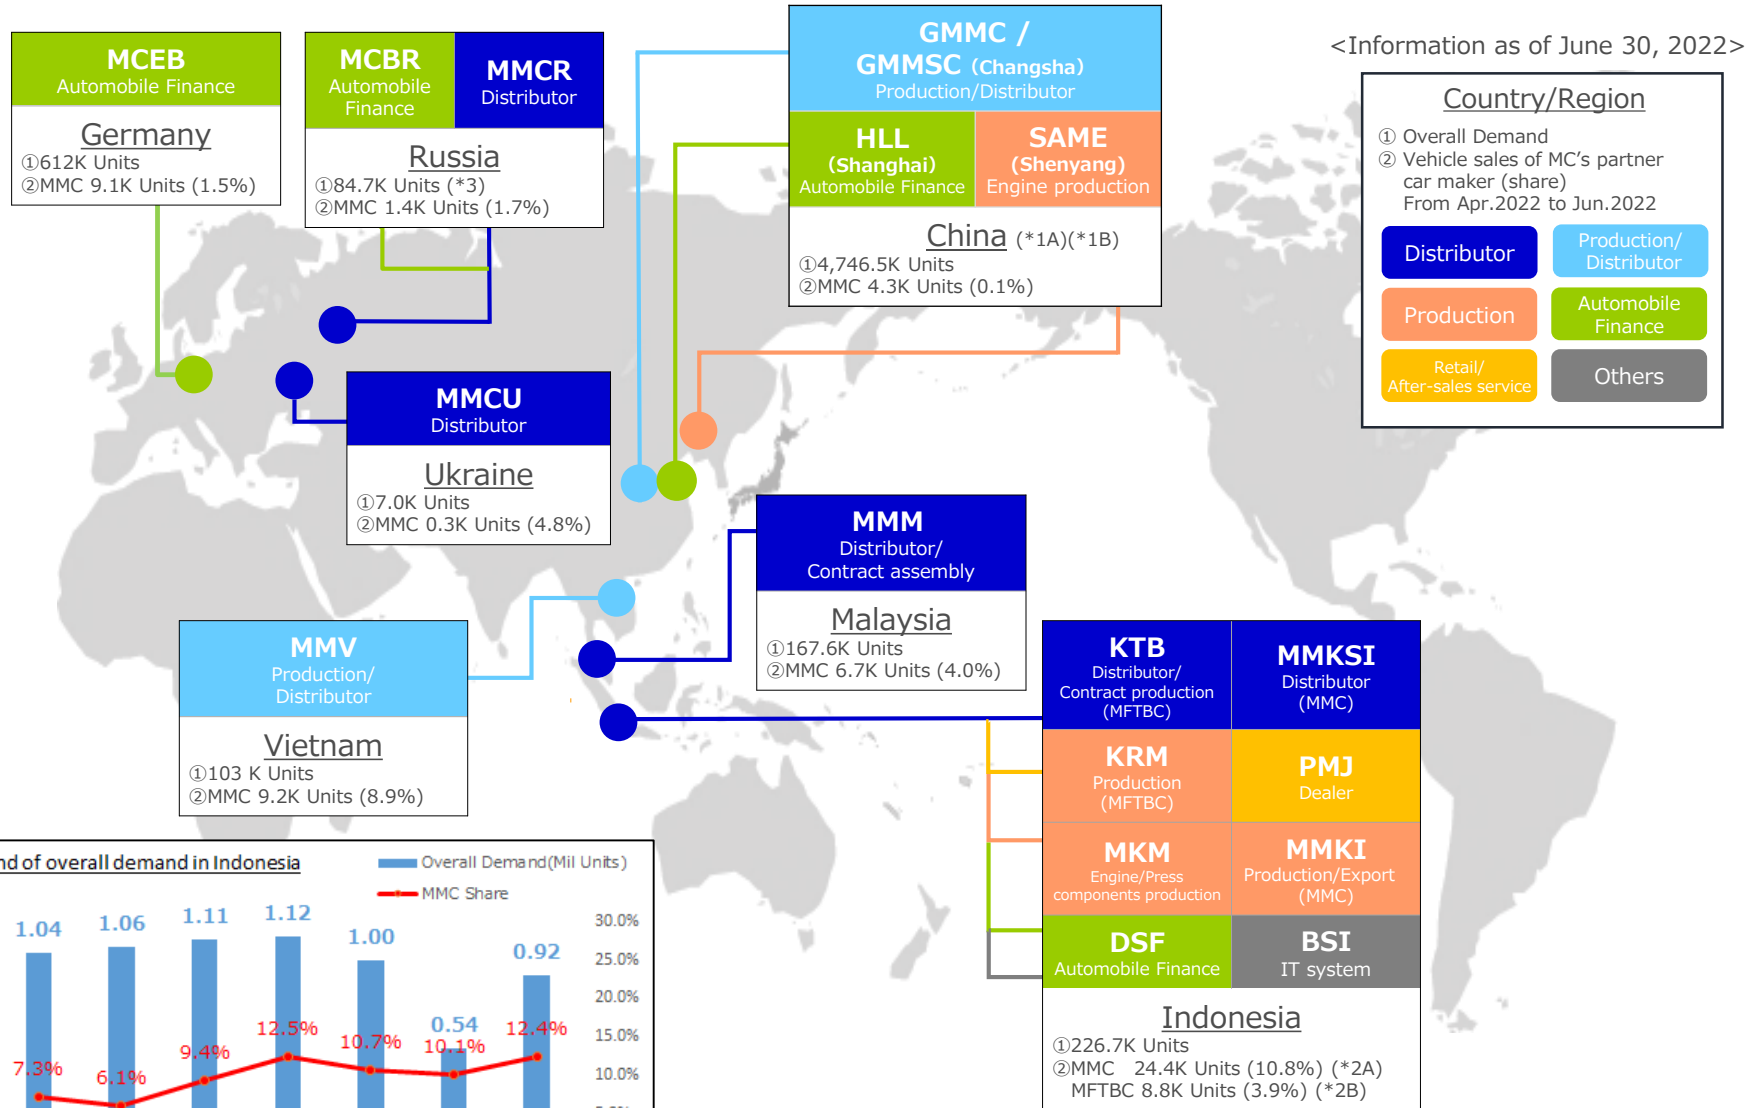 <Information as of June 30, 2022>
MCEB
Automobile Finance
Germany
①612K Units
②MMC 9.1K Units (1.5%)
MCBR
Automobile
Finance
MMCR
Distributor
Russia
①84.7K Units (*3)
②MMC 1.4K Units (1.7%)
GMMC /
GMMSC (Changsha)
Production/Distributor
HLL
(Shanghai)
Automobile Finance
SAME
(Shenyang)
Engine production
China (*1A)(*1B)
①4,746.5K Units
②MMC 4.3K Units (0.1%)
Country/Region
① Overall Demand
② Vehicle sales of MC's partner
car maker (share)
From Apr.2022 to Jun.2022
Distributor
Production/
Distributor
Production
Automobile
Finance
Retail/
After-sales service
Others
MMCU
Distributor
Ukraine
①7.0K Units
②MMC 0.3K Units (4.8%)
MMM
Distributor/
Contract assembly
Malaysia
①167.6K Units
②MMC 6.7K Units (4.0%)
MMV
Production/
Distributor
Vietnam
①103 K Units
②MMC 9.2K Units (8.9%)
KTB
Distributor/
Contract production
(MFTBC)
MMKSI
Distributor
(MMC)
KRM
Production
(MFTBC)
PMJ
Dealer
MKM
Engine/Press
components production
MMKI
Production/Export
(MMC)
DSF
Automobile Finance
BSI
IT system
Indonesia
①226.7K Units
②MMC 24.4K Units (10.8%) (*2A)
MFTBC 8.8K Units (3.9%) (*2B)
nd of overall demand in Indonesia
Overall Demand(Mil Units)
MMC Share
1.04
1.06
1.11
1.12
1.00
0.54
0.92
7.3%
6.1%
9.4%
12.5%
10.7%
10.1%
12.4%
30.0%
25.0%
20.0%
15.0%
10.0%